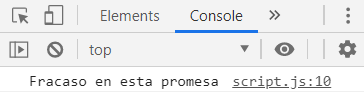 Elements Console »
top
Fracaso en esta promesa script.js:10